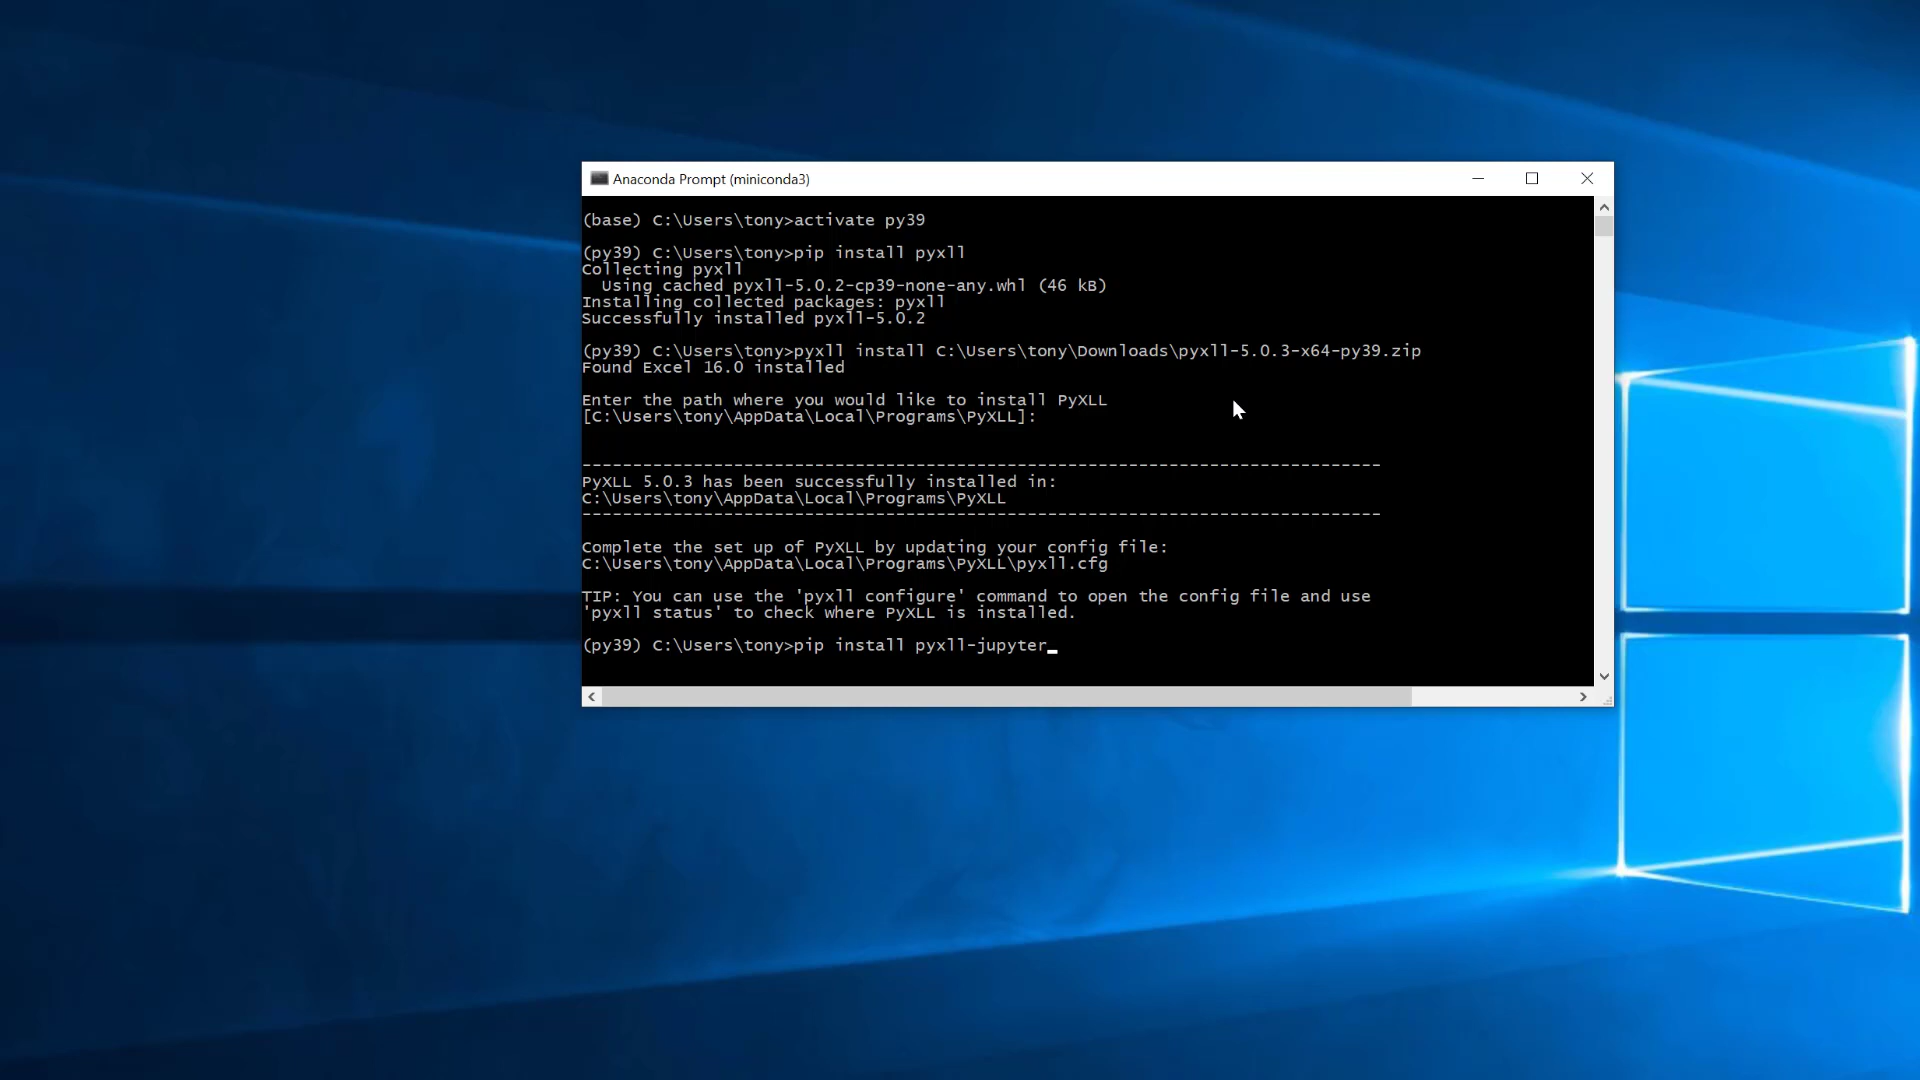 Anaconda Prompt (miniconda3)
(base) C:\Users\tony>activate py39
(py39) C:\Users\tony>pip install pyxll
Collecting pyxll
  Using cached pyxll-5.0.2-cp39-none-any.whl (46 kB)
Installing collected packages: pyxll
Successfully installed pyxll-5.0.2
(py39) C:\Users\tony>pyxll install C:\Users\tony\Downloads\pyxll-5.0.3-x64-py39.zip
Found Excel 16.0 installed
Enter the path where you would like to install PyXLL
[C:\Users\tony\AppData\Local\Programs\PyXLL]:
--------------------------------------------------------------------------------
PyXLL 5.0.3 has been successfully installed in:
C:\Users\tony\AppData\Local\Programs\PyXLL
--------------------------------------------------------------------------------
Complete the set up of PyXLL by updating your config file:
C:\Users\tony\AppData\Local\Programs\PyXLL\pyxll.cfg
TIP: You can use the 'pyxll configure' command to open the config file and use
'pyxll status' to check where PyXLL is installed.
(py39) C:\Users\tony>pip install pyxll-jupyter